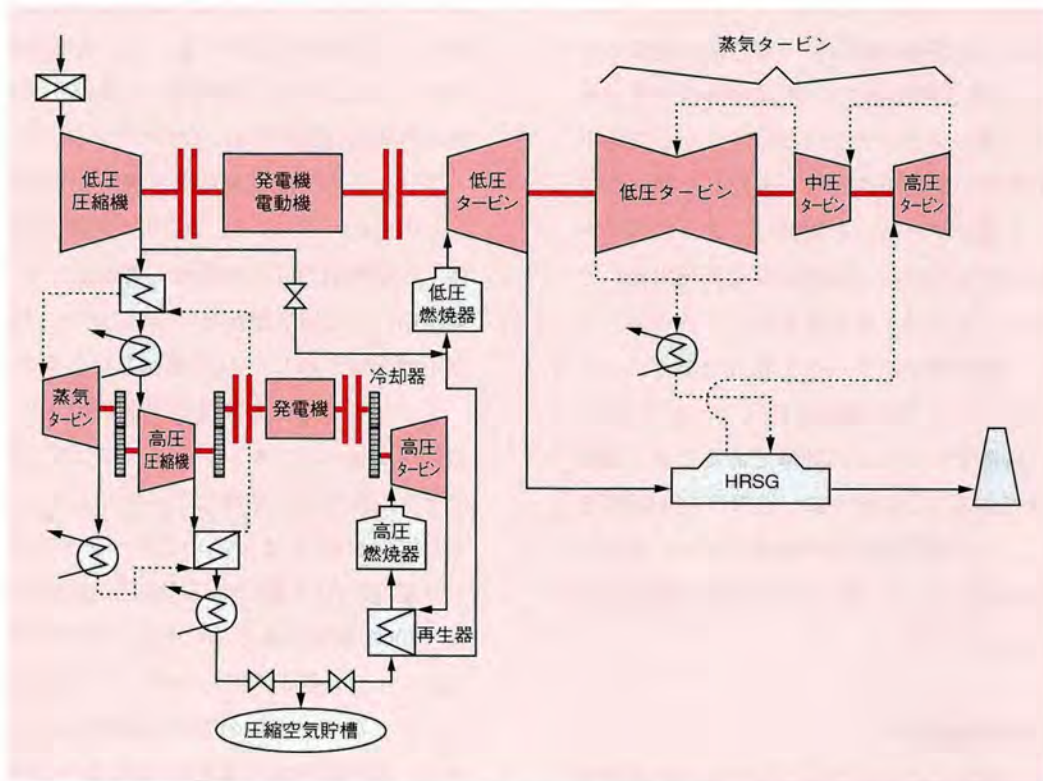 蒸気タービン
低圧
圧縮機
発電機
電動機
低圧
タービン
低圧タービン
中圧
タービン
高圧
タービン
低圧
燃焼器
冷却器
蒸気
タービン
高圧
圧縮機
発電機
高圧
タービン
HRSG
高圧
燃焼器
再生器
圧縮空気貯槽